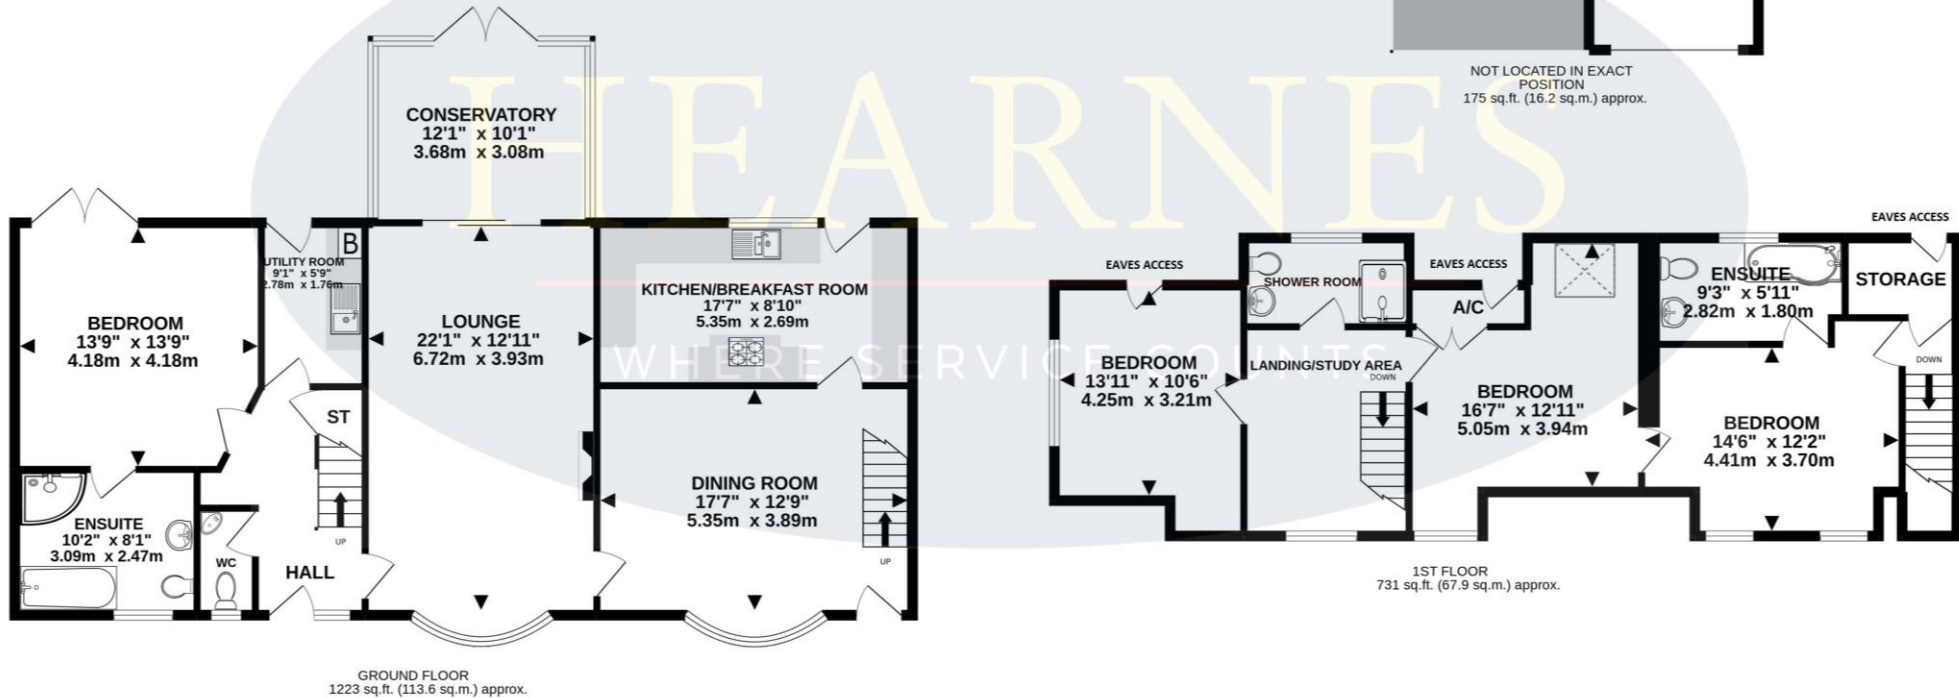 HEARNES
WHERE SERVICE COUNTS
NOT LOCATED IN EXACT
POSITION
175 sq.ft. (16.2 sq.m.) approx.
CONSERVATORY
12'1" x 10'1"
3.68m x 3.08m
B
UTILITY ROOM
9'1" x 5'9"
2.78m x 1.76m
BEDROOM
13'9" x 13'9"
4.18m x 4.18m
LOUNGE
22'1" x 12'11"
6.72m x 3.93m
KITCHEN/BREAKFAST ROOM
17'7" x 8'10"
5.35m x 2.69m
ST
DINING ROOM
17'7" x 12'9"
5.35m x 3.89m
ENSUITE
10'2" x 8'1"
3.09m x 2.47m
WC
HALL
UP
UP
GROUND FLOOR
1223 sq.ft. (113.6 sq.m.) approx.
EAVES ACCESS
SHOWER ROOM
EAVES ACCESS
A/C
ENSUITE
9'3" x 5'11"
2.82m x 1.80m
EAVES ACCESS
STORAGE
BEDROOM
13'11" x 10'6"
4.25m x 3.21m
LANDING/STUDY AREA
DOWN
BEDROOM
16'7" x 12'11"
5.05m x 3.94m
BEDROOM
14'6" x 12'2"
4.41m x 3.70m
DOWN
1ST FLOOR
731 sq.ft. (67.9 sq.m.) approx.